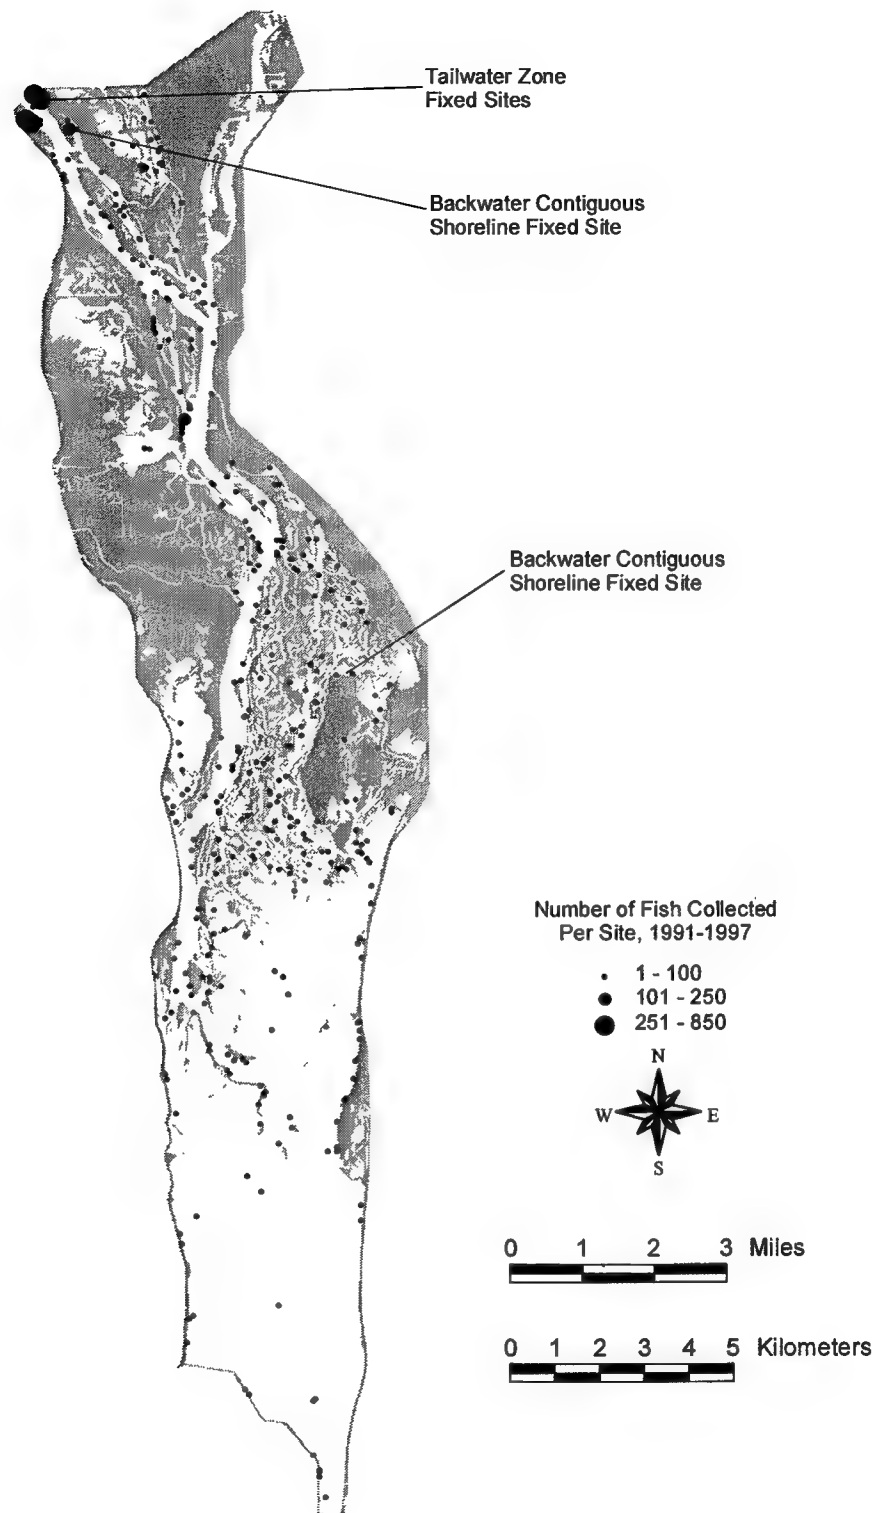 Tailwater Zone
Fixed Sites
Backwater Contiguous
Shoreline Fixed Site
Backwater Contiguous
Shoreline Fixed Site
Number of Fish Collected
Per Site, 1991-1997
1 - 100
101 - 250
251 - 850
N
W E
S
0 1 2 3 Miles
0 1 2 3 4 5 Kilometers